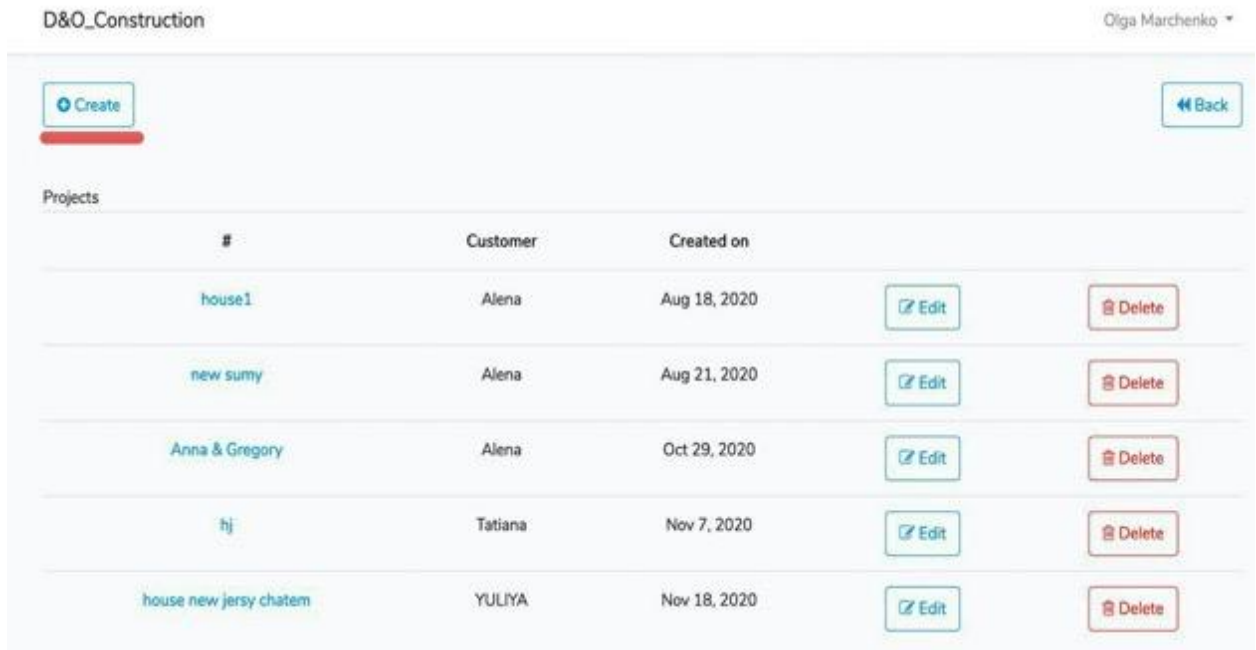 D&O_Construction Olga Marchenko
Create Back
Projects
# Customer Created on
house1 Alena Aug 18, 2020 Edit Delete
new sumy Alena Aug 21, 2020 Edit Delete
Anna & Gregory Alena Oct 29, 2020 Edit Delete
hj Tatiana Nov 7, 2020 Edit Delete
house new jersy chatem YULIYA Nov 18, 2020 Edit Delete